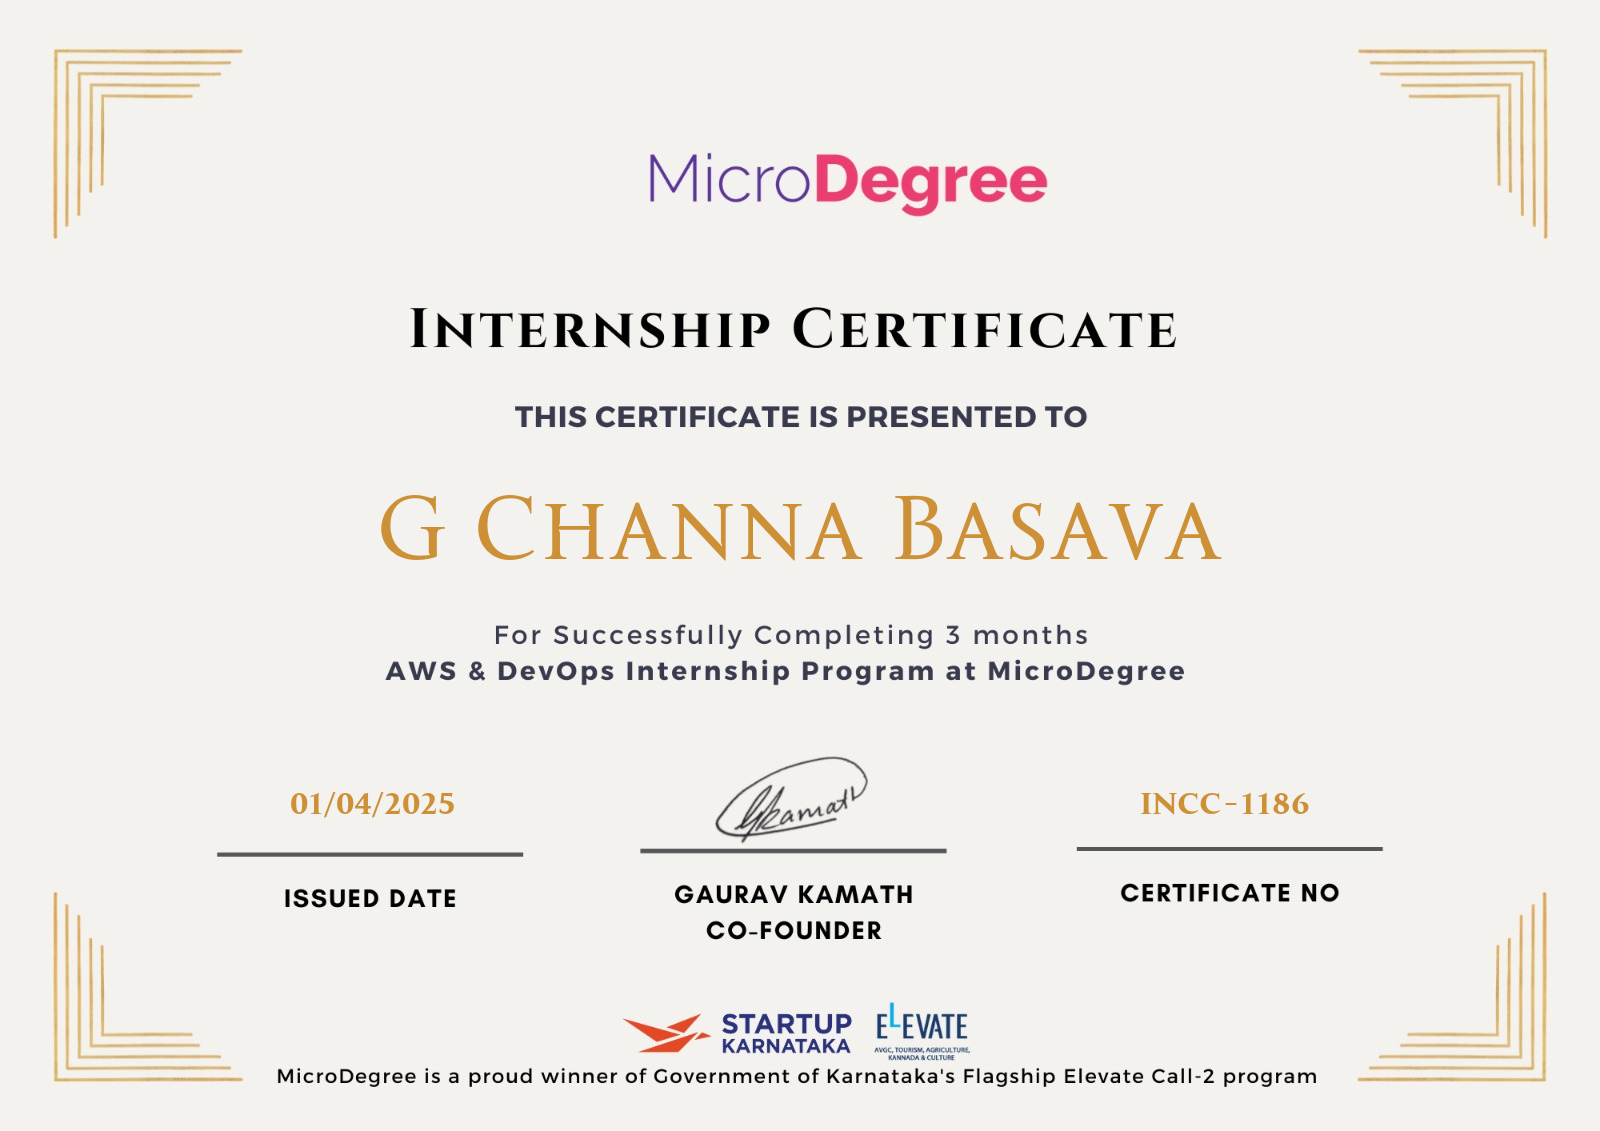 MicroDegree
Internship Certificate
THIS CERTIFICATE IS PRESENTED TO
G Channa Basava
For Successfully Completing 3 months
AWS & DevOps Internship Program at MicroDegree
01/04/2025
Gkamath
INCC-1186
ISSUED DATE
GAURAV KAMATH
CO-FOUNDER
CERTIFICATE NO
STARTUP
KARNATAKA
ELEVATE
AVGC, TOURISM, AGRICULTURE,
KANNADA & CULTURE
MicroDegree is a proud winner of Government of Karnataka's Flagship Elevate Call-2 program